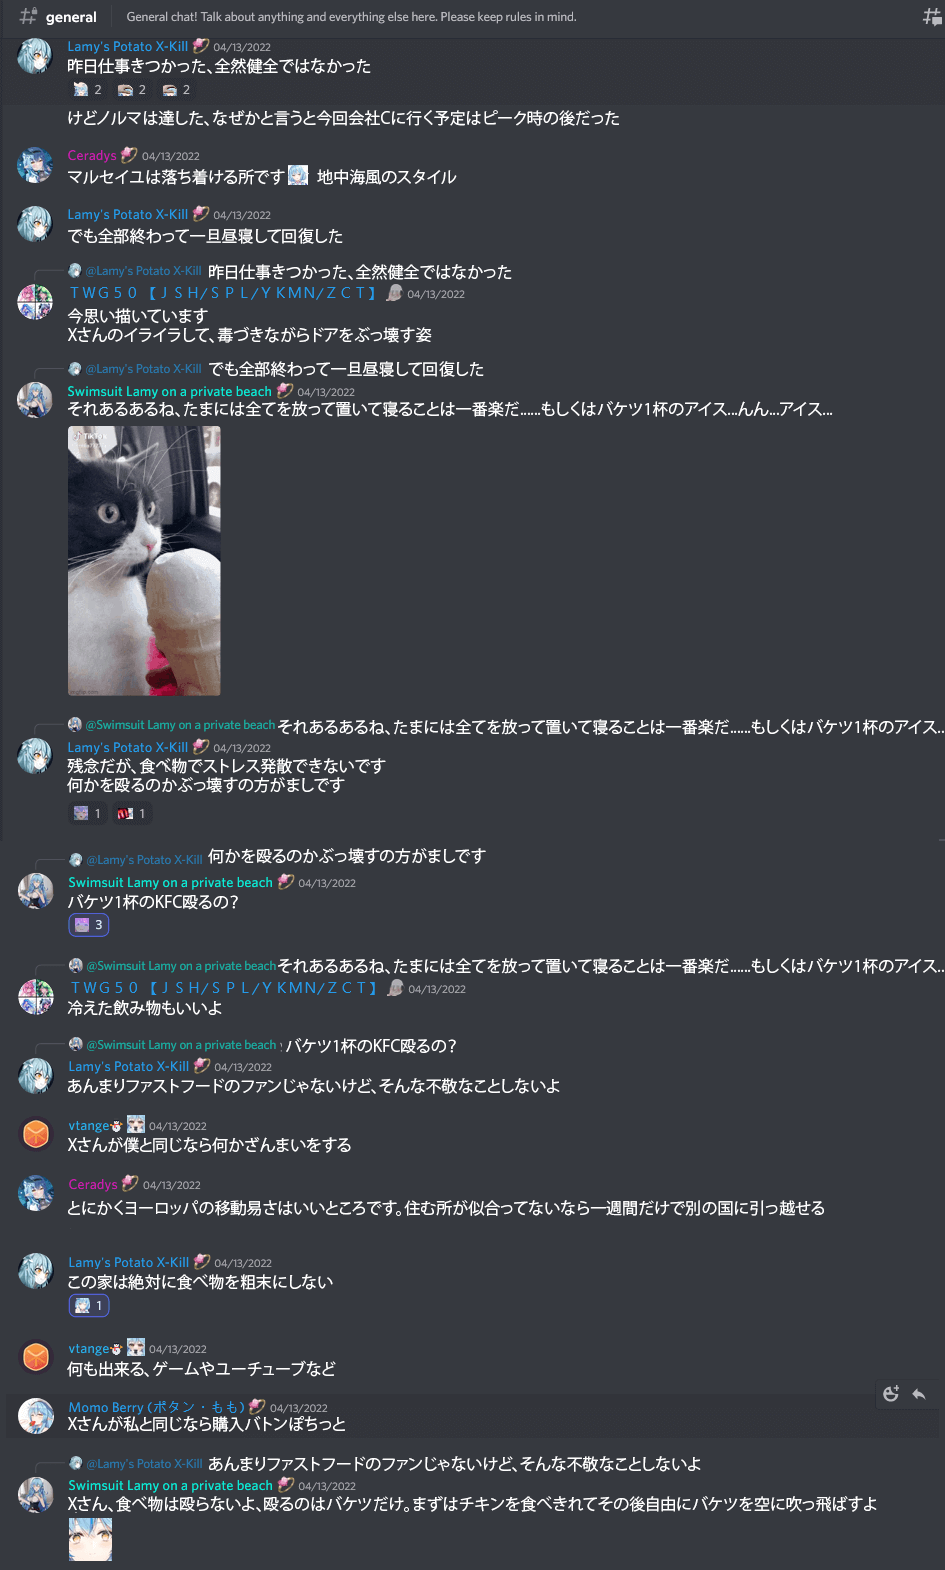 general General chat! Talk about anything and everything else here. Please keep rules in mind.
Lamy's Potato X-Kill 04/13/2022
昨日仕事きつかった、全然健全ではなかった
2 2 2
けどノルマは達した、なぜかと言うと今回会社Cに行く予定はピーク時の後だった
Ceradys 04/13/2022
マルセイユは落ち着ける所です 地中海風のスタイル
Lamy's Potato X-Kill 04/13/2022
でも全部終わって一旦昼寝して回復した
@Lamy's Potato X-Kill 昨日仕事きつかった、全然健全ではなかった
ＴＷＧ５０【ＪＳＨ/ＳＰＬ/ＹＫＭＮ/ＺＣＴ】 04/13/2022
今思い描いています
Xさんのイライラして、毒づきながらドアをぶっ壊す姿
@Lamy's Potato X-Kill でも全部終わって一旦昼寝して回復した
Swimsuit Lamy on a private beach 04/13/2022
それあるあるね、たまには全てを放って置いて寝ることは一番楽だ......もしくはバケツ1杯のアイス...んん...アイス...
TikTok
imgflip.com
@Swimsuit Lamy on a private beach それあるあるね、たまには全てを放って置いて寝ることは一番楽だ......もしくはバケツ1杯のアイス..
Lamy's Potato X-Kill 04/13/2022
残念だが、食べ物でストレス発散できないです
何かを殴るのかぶっ壊すの方がましです
1 1
@Lamy's Potato X-Kill 何かを殴るのかぶっ壊すの方がましです
Swimsuit Lamy on a private beach 04/13/2022
バケツ1杯のKFC殴るの？
3
@Swimsuit Lamy on a private beach それあるあるね、たまには全てを放って置いて寝ることは一番楽だ......もしくはバケツ1杯のアイス..
ＴＷＧ５０【ＪＳＨ/ＳＰＬ/ＹＫＭＮ/ＺＣＴ】 04/13/2022
冷えた飲み物もいいよ
@Swimsuit Lamy on a private beach バケツ1杯のKFC殴るの？
Lamy's Potato X-Kill 04/13/2022
あんまりファストフードのファンじゃないけど、そんな不敬なことしないよ
vtange 04/13/2022
Xさんが僕と同じなら何かざんまいをする
Ceradys 04/13/2022
とにかくヨーロッパの移動易さはいいところです。住む所が似合ってないなら一週間だけで別の国に引っ越せる
Lamy's Potato X-Kill 04/13/2022
この家は絶対に食べ物を粗末にしない
1
vtange 04/13/2022
何も出来る、ゲームやユーチューブなど
Momo Berry (ボタン・もも) 04/13/2022
Xさんが私と同じなら購入バトンぽちっと
@Lamy's Potato X-Kill あんまりファストフードのファンじゃないけど、そんな不敬なことしないよ
Swimsuit Lamy on a private beach 04/13/2022
Xさん、食べ物は殴らないよ、殴るのはバケツだけ。まずはチキンを食べきれてその後自由にバケツを空に吹っ飛ばすよ